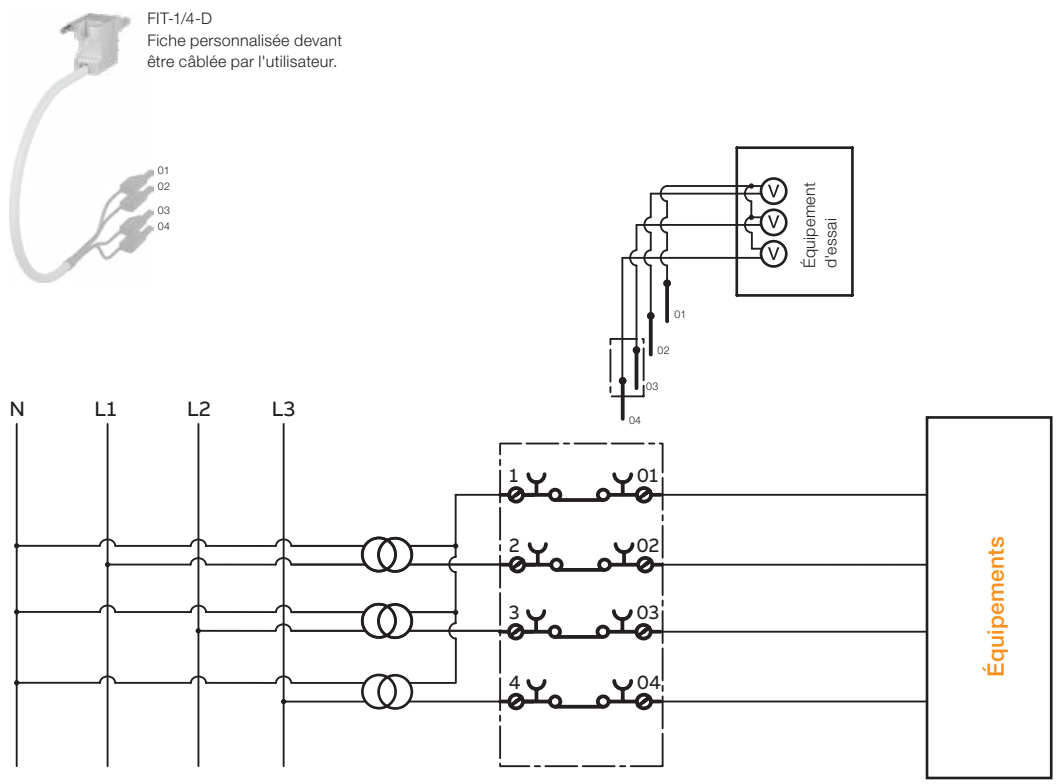 FIT-1/4-D
Fiche personnalisée devant
être câblée par l'utilisateur.
01
02
03
04
V
V
V
Équipement
d'essai
01
02
03
04
N L1 L2 L3
1 01
2 02
3 03
4 04
Équipements